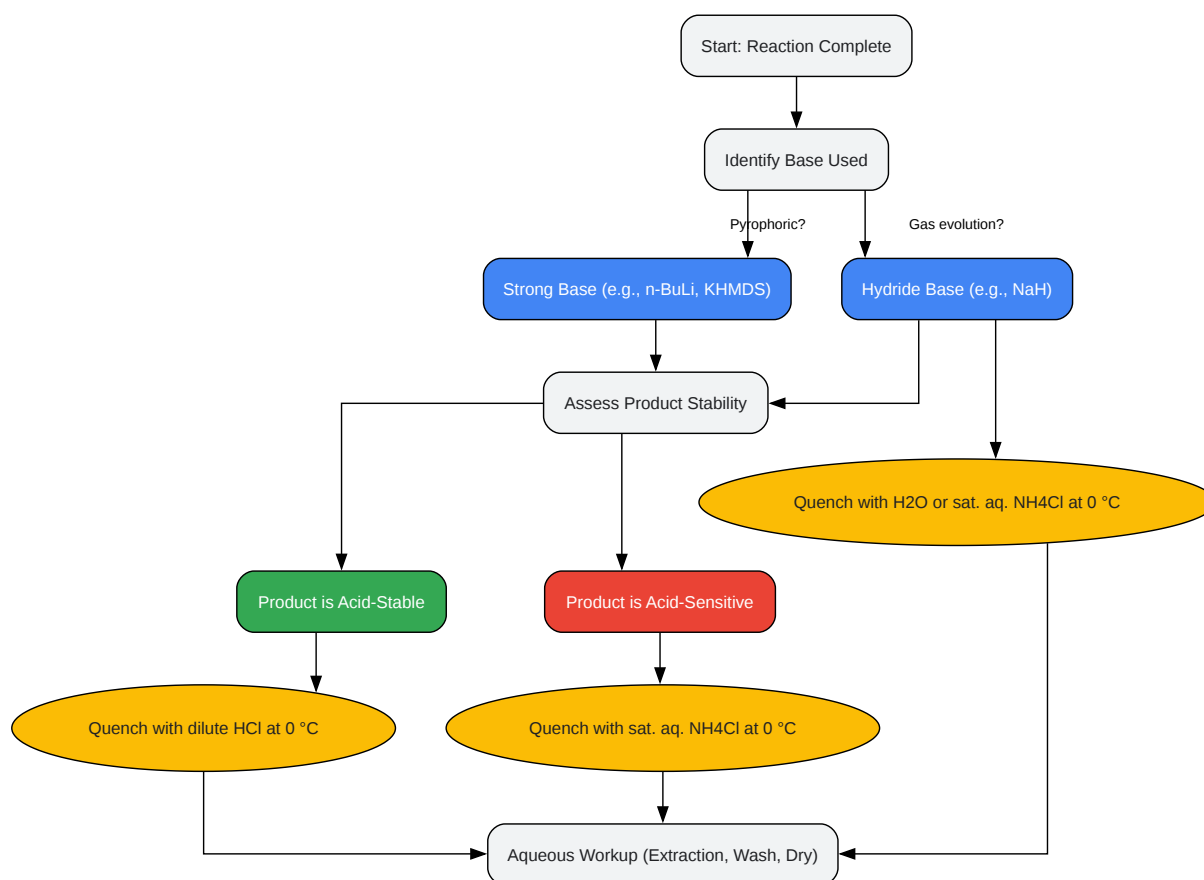 Start: Reaction Complete
Identify Base Used
Pyrophoric?
Gas evolution?
Strong Base (e.g., n-BuLi, KHMDS)
Hydride Base (e.g., NaH)
Assess Product Stability
Quench with H2O or sat. aq. NH4Cl at 0 °C
Product is Acid-Stable
Product is Acid-Sensitive
Quench with dilute HCl at 0 °C
Quench with sat. aq. NH4Cl at 0 °C
Aqueous Workup (Extraction, Wash, Dry)